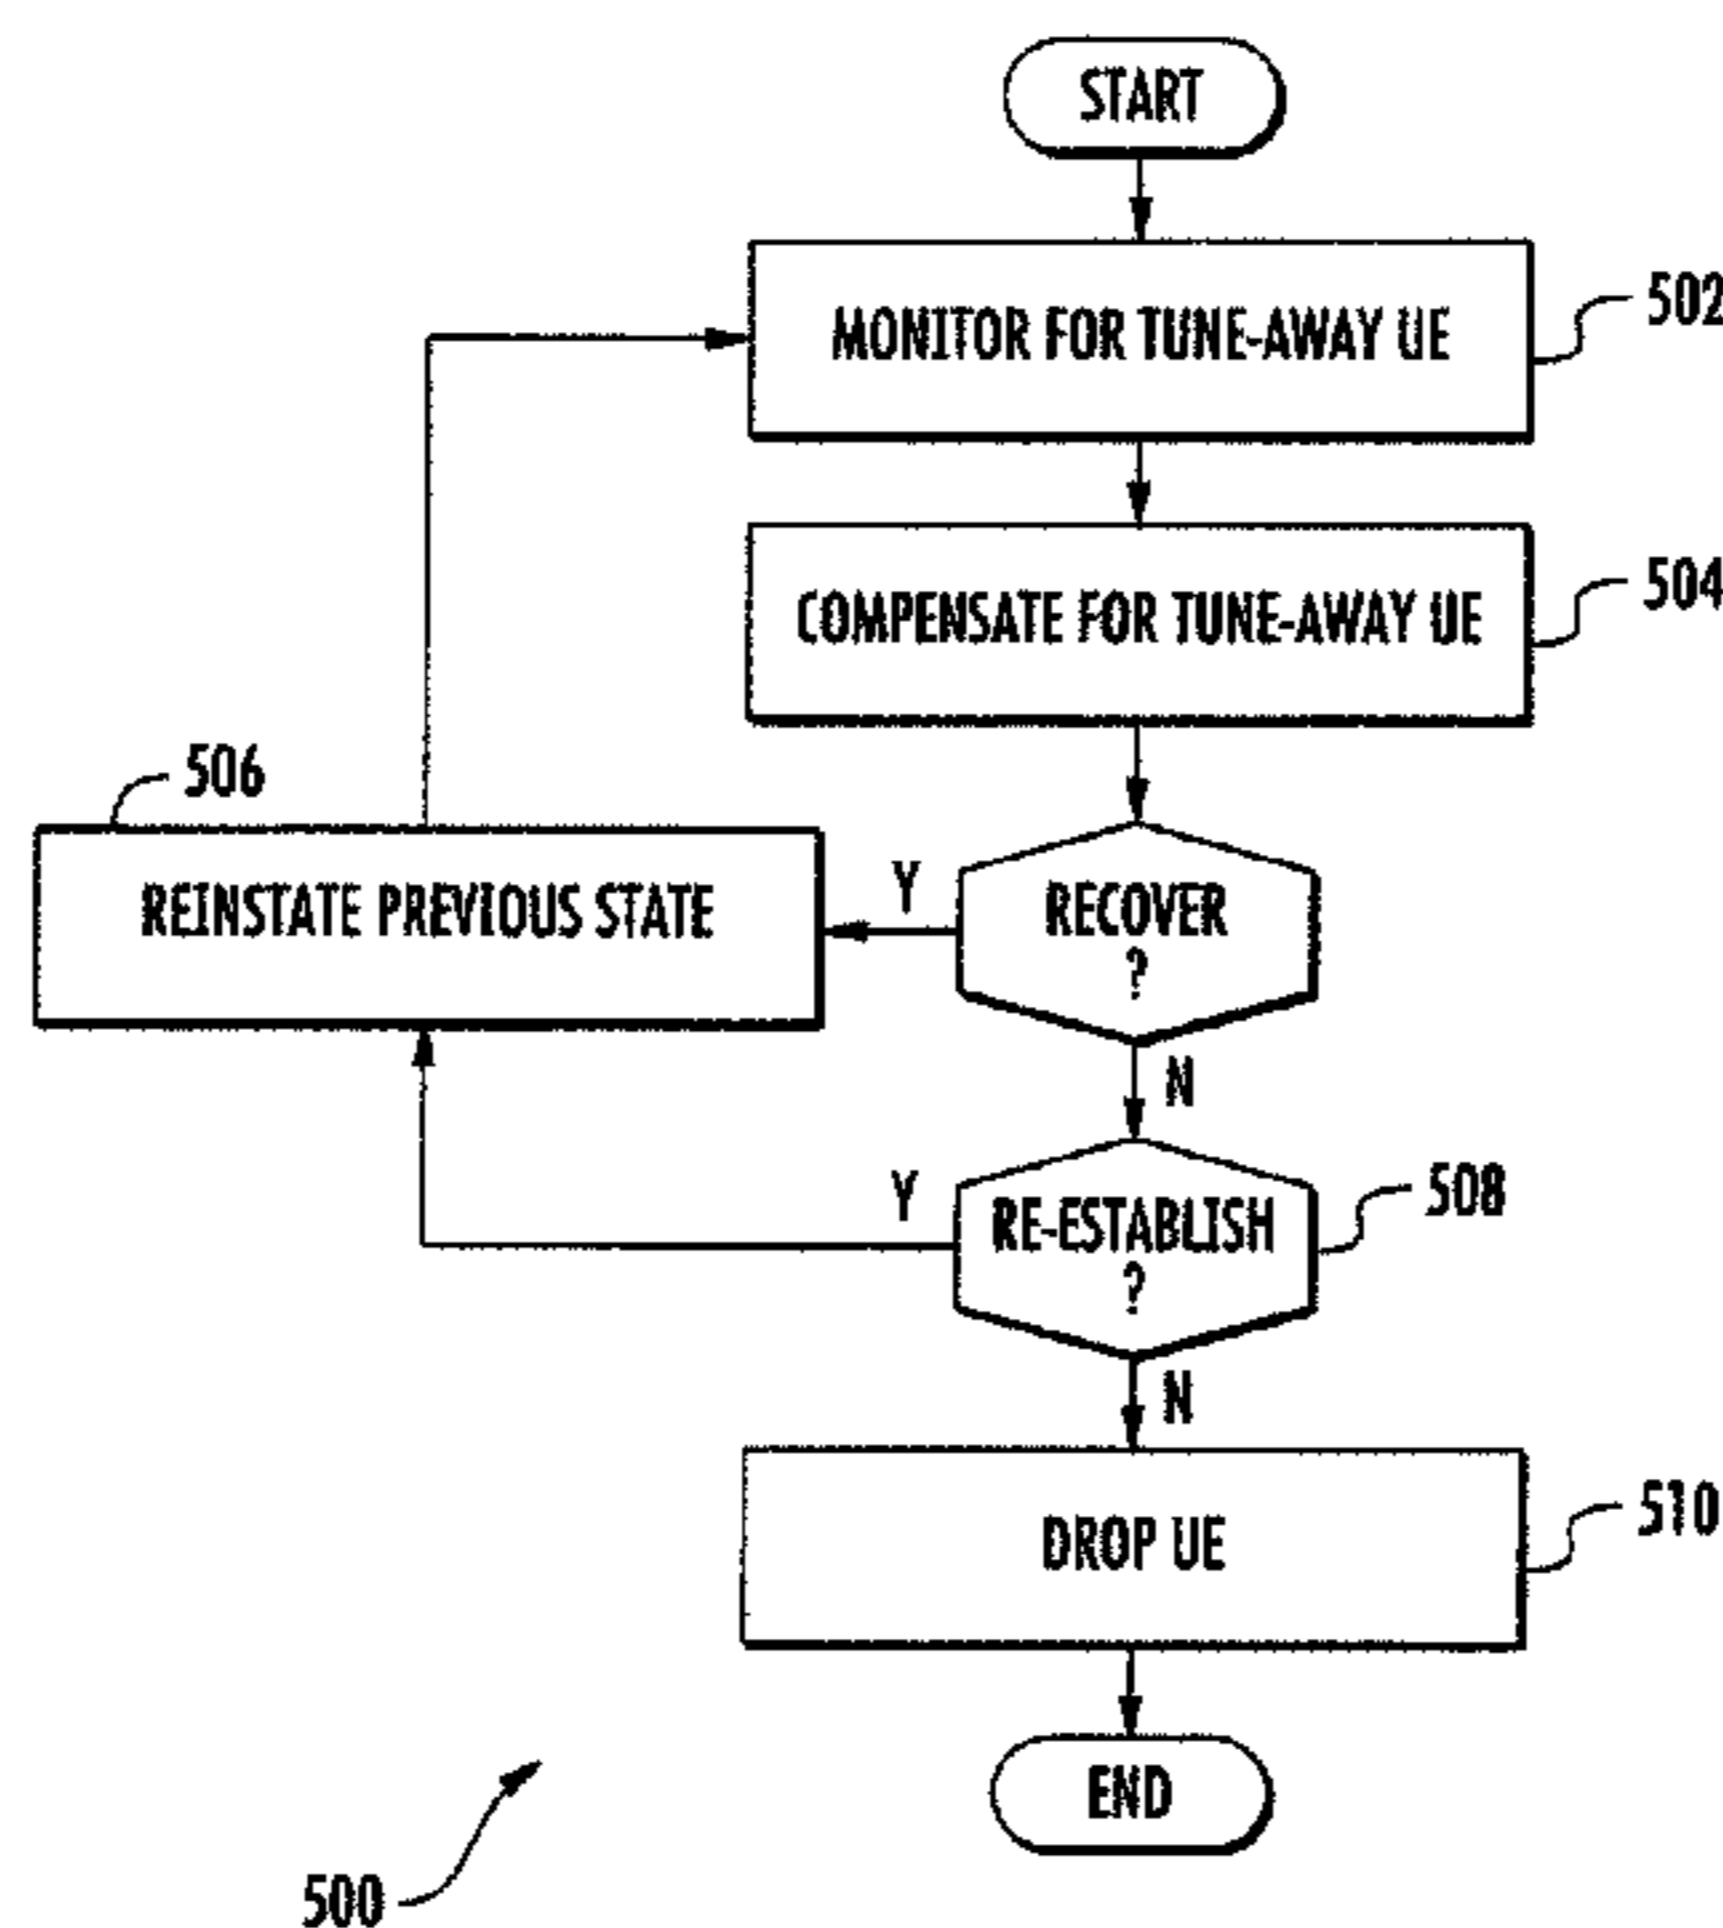 START
MONITOR FOR TUNE-AWAY UE
502
COMPENSATE FOR TUNE-AWAY UE
504
506
REINSTATE PREVIOUS STATE
Y
RECOVER
?
N
Y
RE-ESTABLISH
?
508
N
DROP UE
510
END
500